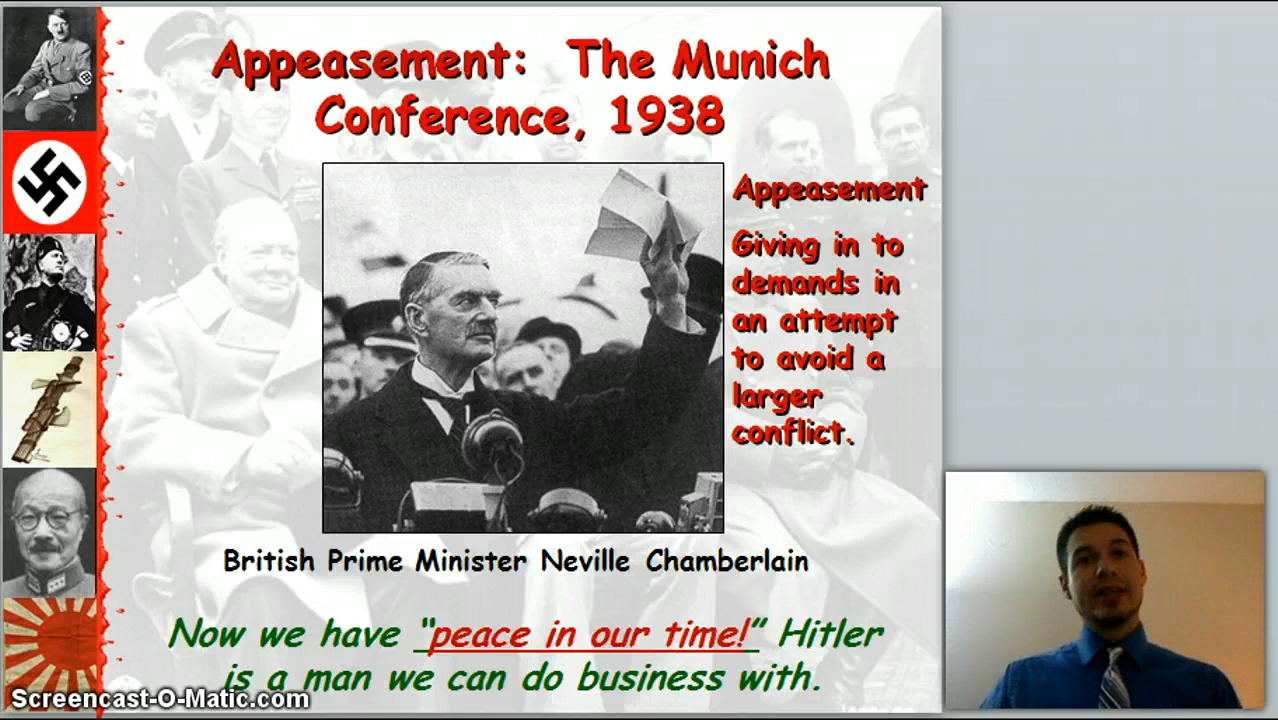 Appeasement: The Munich
Conference, 1938
Appeasement
Giving in to
demands in
an attempt
to avoid a
larger
conflict.
British Prime Minister Neville Chamberlain
Now we have “peace in our time!” Hitler
is a man we can do business with.
Screencast-O-Matic.com